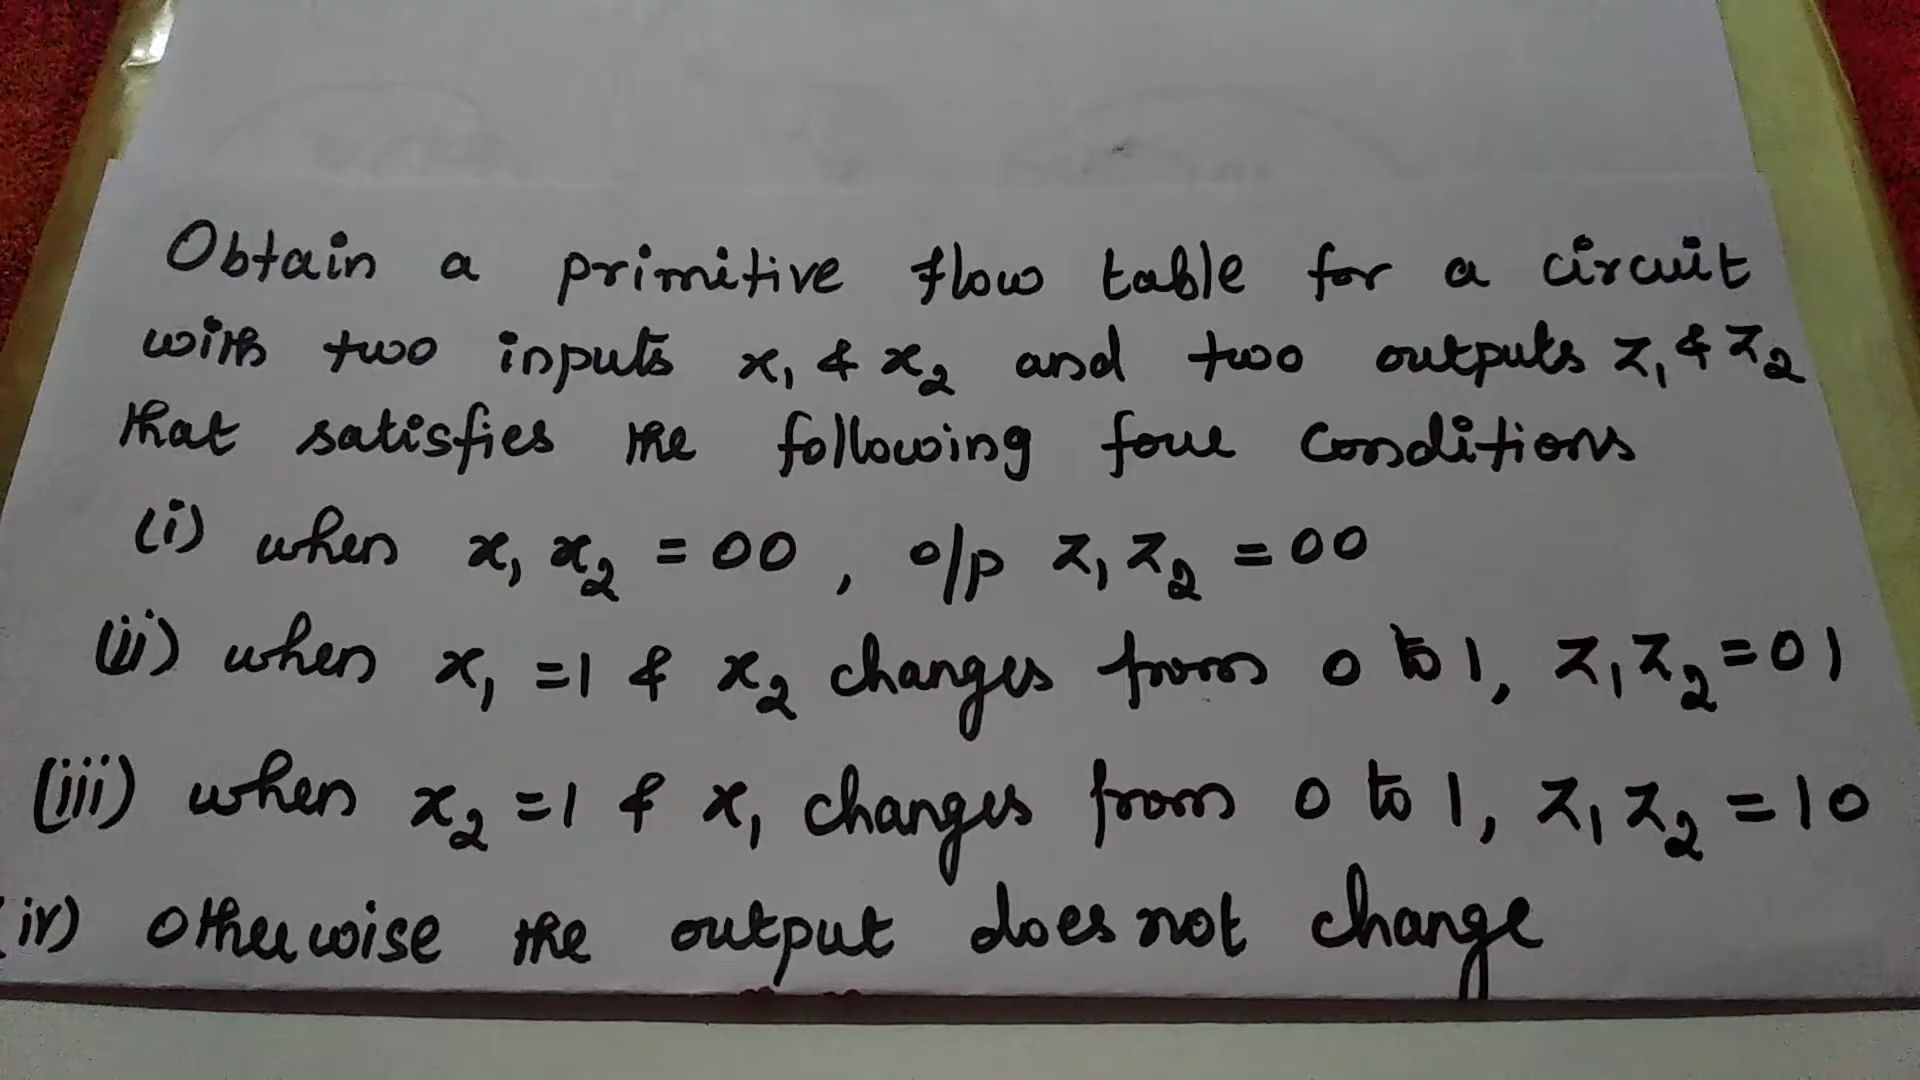 Obtain a primitive flow table for a circuit
with two inputs x₁ & x₂ and two outputs z₁ & z₂
that satisfies the following four conditions
(i) when x₁ x₂ = 00, o/p z₁ z₂ = 00
(ii) when x₁ = 1 & x₂ changes from 0 to 1, z₁ z₂ = 01
(iii) when x₂ = 1 & x₁ changes from 0 to 1, z₁ z₂ = 10
(iv) otherwise the output does not change